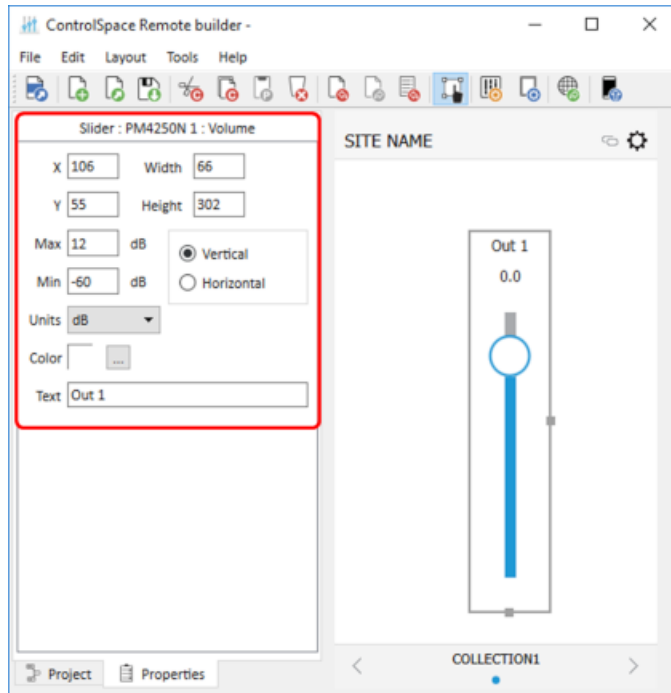 ControlSpace Remote builder -
File Edit Layout Tools Help
Slider : PM4250N 1 : Volume
X 106 Width 66
Y 55 Height 302
Max 12 dB
Min -60 dB
Vertical
Horizontal
Units dB
Color ...
Text Out 1
Project Properties
SITE NAME
Out 1
0.0
COLLECTION1